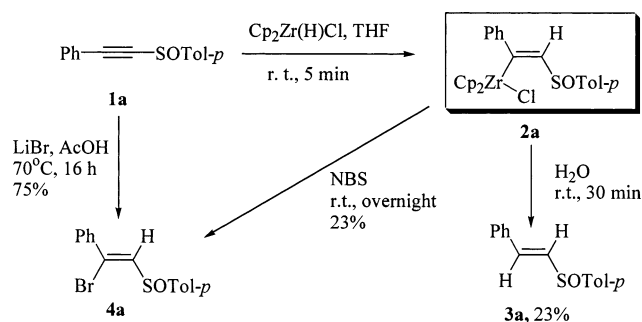 Ph
SOTol-p
1a
Cp2Zr(H)Cl, THF
r. t., 5 min
Ph
H
Cp2Zr
Cl
SOTol-p
2a
LiBr, AcOH
70°C, 16 h
75%
NBS
r.t., overnight
23%
H2O
r.t., 30 min
Ph
H
Br
SOTol-p
4a
Ph
H
H
SOTol-p
3a, 23%